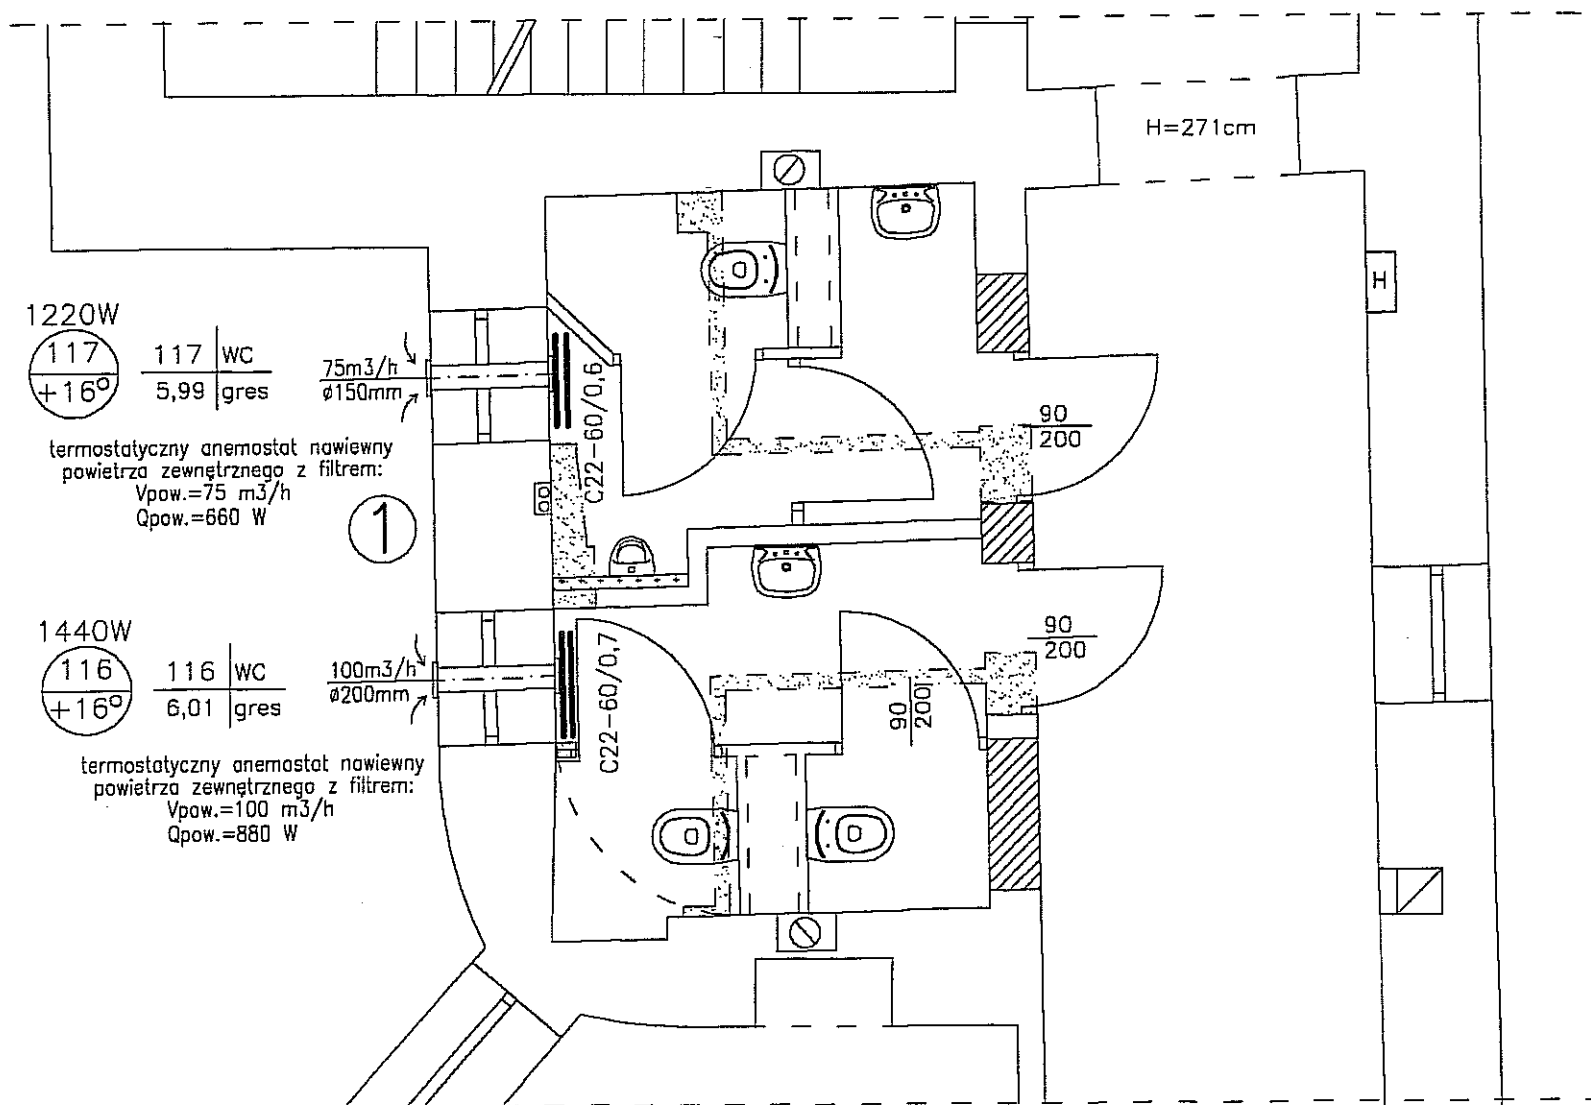 H=271cm
H
1220W
117
+16°
117 WC
5,99 gres
75m3/h
ø150mm
C22-60/0,6
90
200
termostatyczny anemostat nawiewny
powietrza zewnętrznego z filtrem:
Vpow.=75 m3/h
Qpow.=660 W
1
1440W
116
+16°
116 WC
6,01 gres
100m3/h
ø200mm
C22-60/0,7
90
200
90
200
termostatyczny anemostat nawiewny
powietrza zewnętrznego z filtrem:
Vpow.=100 m3/h
Qpow.=880 W